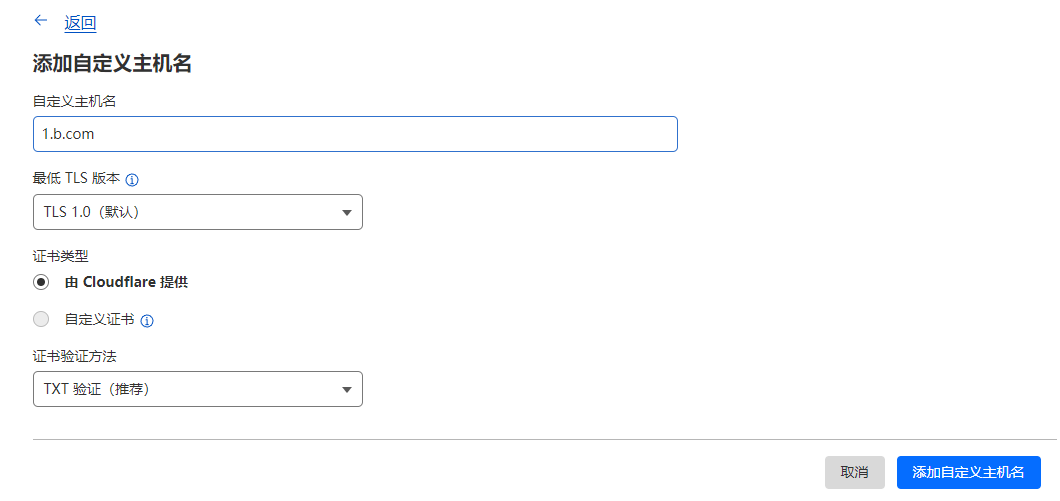 返回
添加自定义主机名
自定义主机名
1.b.com
最低 TLS 版本
TLS 1.0（默认）
证书类型
由 Cloudflare 提供
自定义证书
证书验证方法
TXT 验证（推荐）
取消
添加自定义主机名